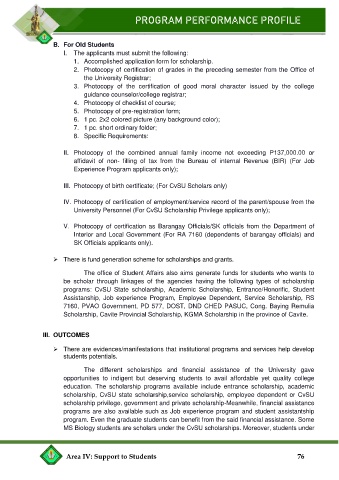 PROGRAM PERFORMANCE PROFILE
B. For Old Students
I. The applicants must submit the following:
1. Accomplished application form for scholarship.
2. Photocopy of certification of grades in the preceding semester from the Office of
the University Registrar;
3. Photocopy of the certification of good moral character issued by the college
guidance counselor/college registrar;
4. Photocopy of checklist of course;
5. Photocopy of pre-registration form;
6. 1 pc. 2x2 colored picture (any background color);
7. 1 pc. short ordinary folder;
8. Specific Requirements:
II. Photocopy of the combined annual family income not exceeding P137,000.00 or
affidavit of non- filling of tax from the Bureau of internal Revenue (BIR) (For Job
Experience Program applicants only);
III. Photocopy of birth certificate; (For CvSU Scholars only)
IV. Photocopy of certification of employment/service record of the parent/spouse from the
University Personnel (For CvSU Scholarship Privilege applicants only);
V. Photocopy of certification as Barangay Officials/SK officials from the Department of
Interior and Local Government (For RA 7160 (dependents of barangay officials) and
SK Officials applicants only).
➢ There is fund generation scheme for scholarships and grants.
The office of Student Affairs also aims generate funds for students who wants to
be scholar through linkages of the agencies having the following types of scholarship
programs: CvSU State scholarship, Academic Scholarship, Entrance/Honorific, Student
Assistanship, Job experience Program, Employee Dependent, Service Scholarship, RS
7160, PVAO Government, PD 577, DOST, DND CHED PASUC, Cong. Baying Remulla
Scholarship, Cavite Provincial Scholarship, KGMA Scholarship in the province of Cavite.
III. OUTCOMES
➢ There are evidences/manifestations that institutional programs and services help develop
students potentials.
The different scholarships and financial assistance of the University gave
opportunities to indigent but deserving students to avail affordable yet quality college
education. The scholarship programs available include entrance scholarship, academic
scholarship, CvSU state scholarship,service scholarship, employee dependent or CvSU
scholarship privilege, government and private scholarship-Meanwhile, financial assistance
programs are also available such as Job experience program and student assistantship
program. Even the graduate students can benefit from the said financial assistance. Some
MS Biology students are scholars under the CvSU scholarships. Moreover, students under
Area IV: Support to Students 76